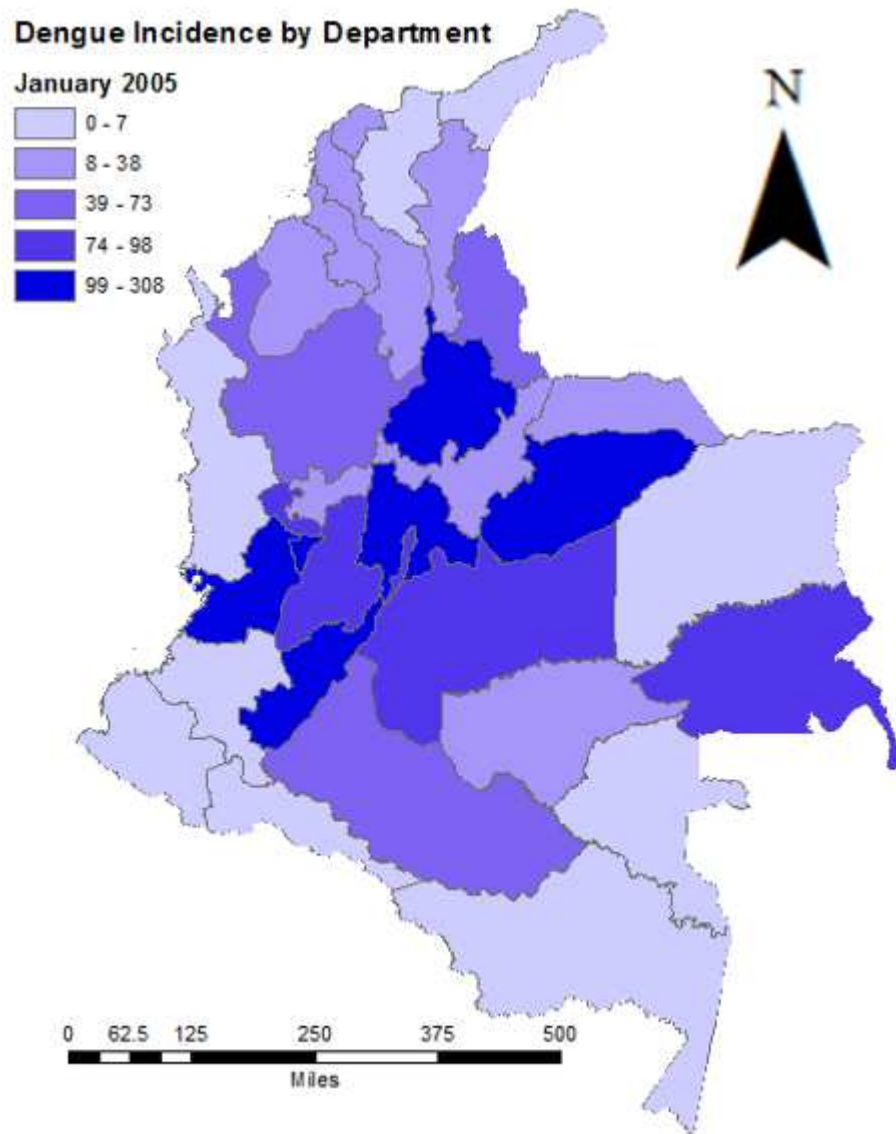 Dengue Incidence by Department
January 2005
0 - 7
8 - 38
39 - 73
74 - 98
99 - 308
N
0 62.5 125 250 375 500
Miles